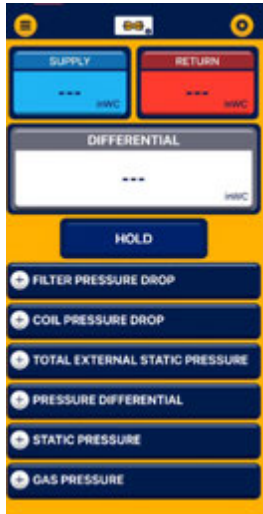 SUPPLY
RETURN
---
---
inWC
inWC
DIFFERENTIAL
---
inWC
HOLD
FILTER PRESSURE DROP
COIL PRESSURE DROP
TOTAL EXTERNAL STATIC PRESSURE
PRESSURE DIFFERENTIAL
STATIC PRESSURE
GAS PRESSURE